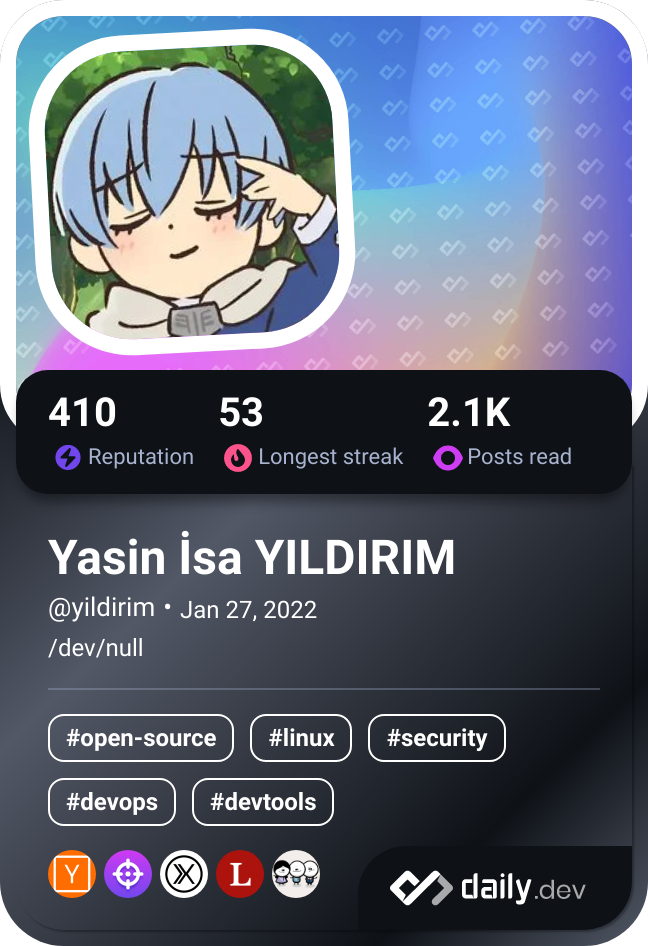 410 53 2.1K
Reputation Longest streak Posts read
Yasin İsa YILDIRIM
@yildirim • Jan 27, 2022
/dev/null
#open-source #linux #security
#devops #devtools
Y X L
daily.dev